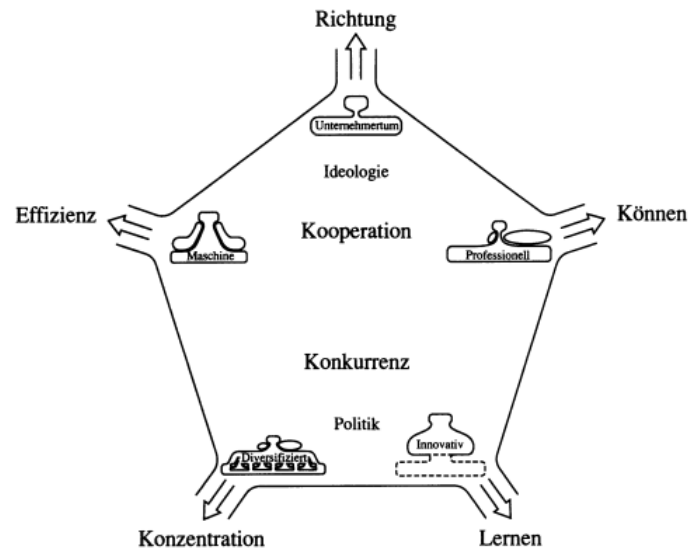 Richtung
Unternehmertum
Ideologie
Effizienz
Können
Kooperation
Maschine
Professionell
Konkurrenz
Politik
Innovativ
Diversifiziert
Konzentration
Lernen